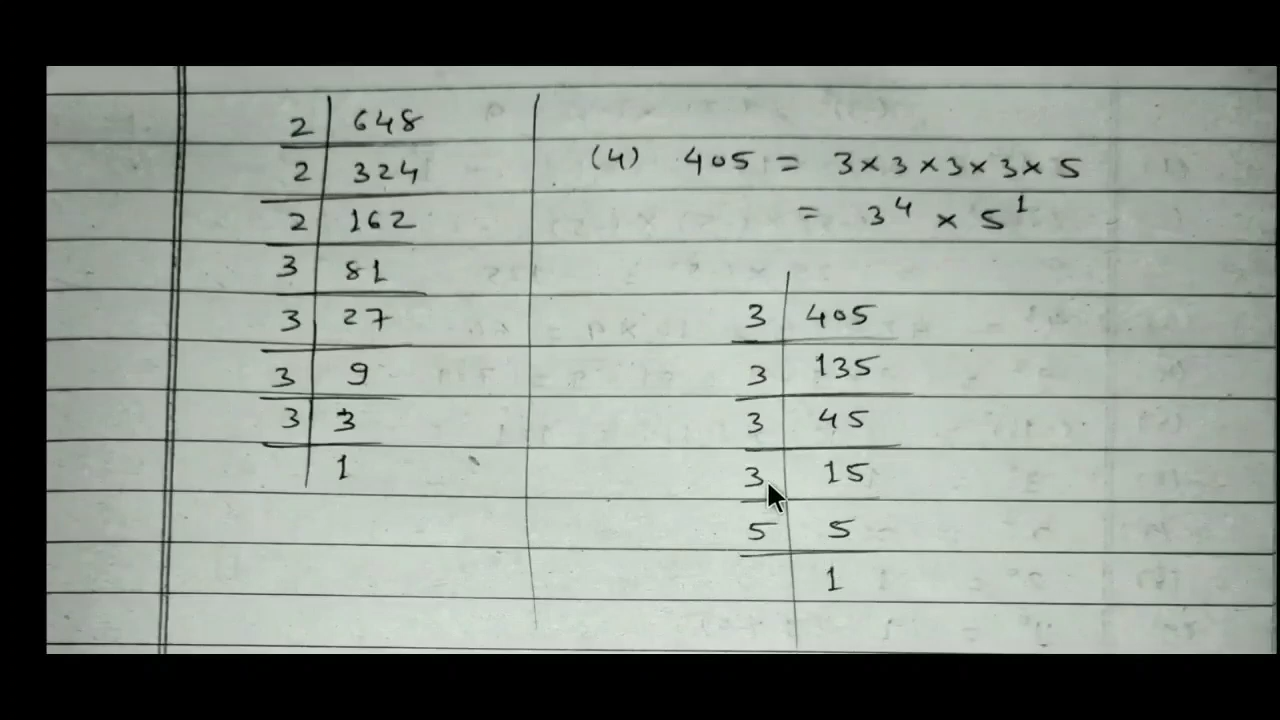 2 | 648
2 | 324
2 | 162
3 | 81
3 | 27
3 | 9
3 | 3
1
(4) 405 = 3×3×3×3×5
= 3⁴ × 5¹
3 | 405
3 | 135
3 | 45
3 | 15
5 | 5
1